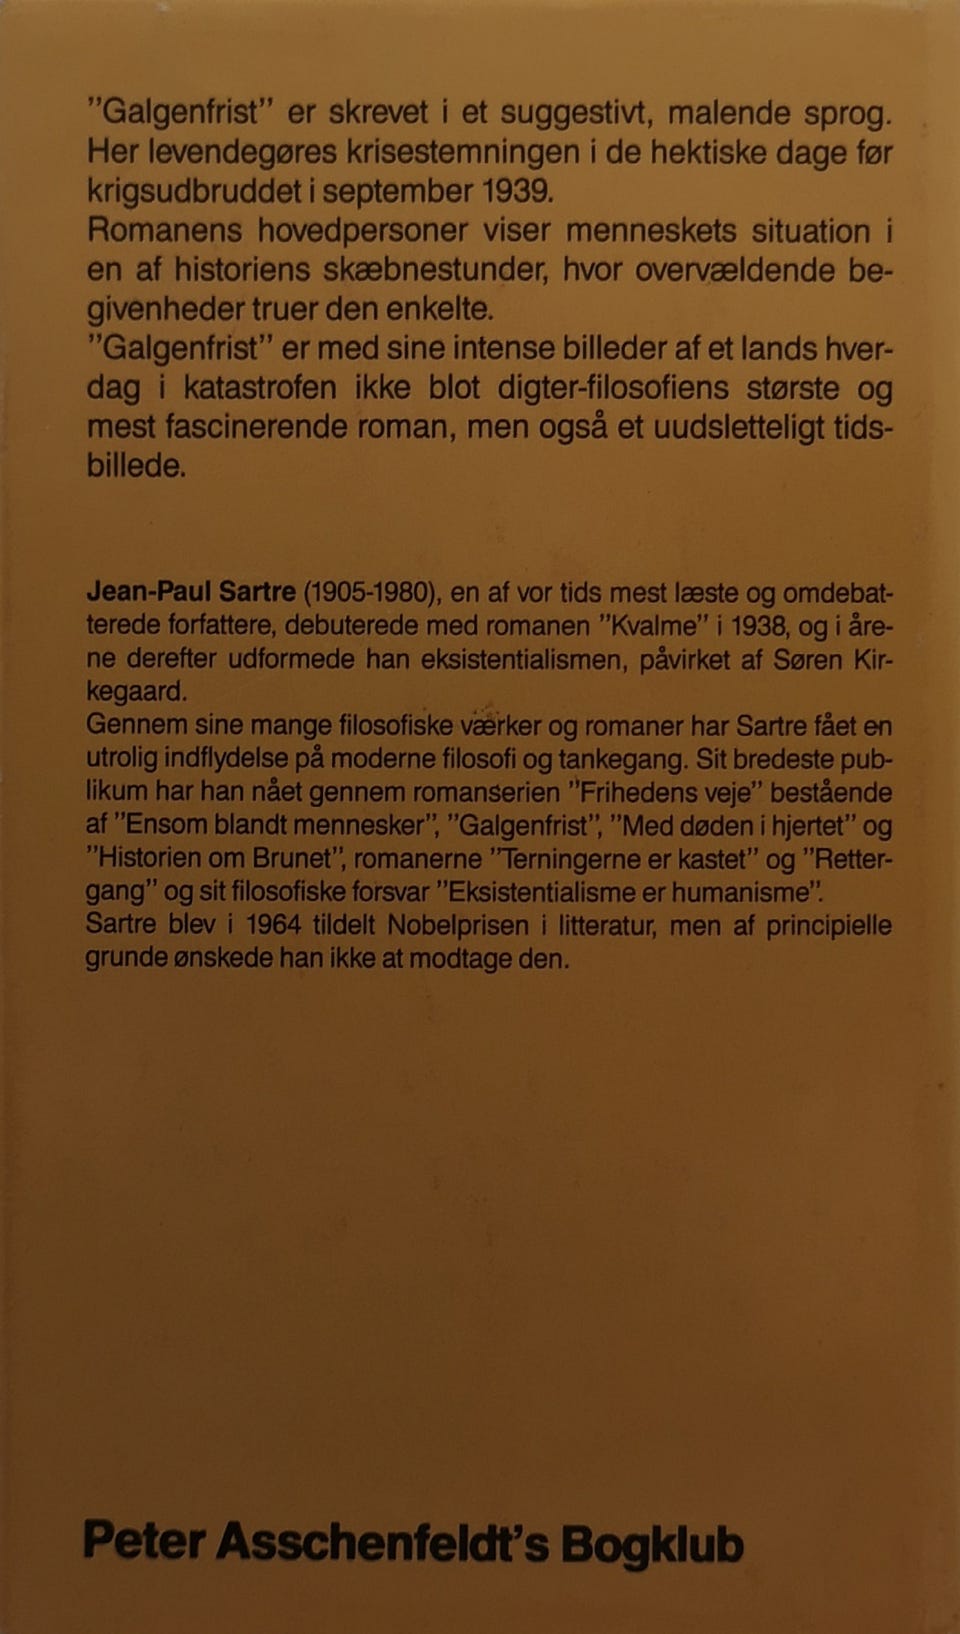 ”Galgenfrist” er skrevet i et suggestivt, malende sprog.
Her levendegøres krisestemningen i de hektiske dage før
krigsudbruddet i september 1939.
Romanens hovedpersoner viser menneskets situation i
en af historiens skæbnestunder, hvor overvældende be-
givenheder truer den enkelte.
”Galgenfrist” er med sine intense billeder af et lands hver-
dag i katastrofen ikke blot digter-filosofiens største og
mest fascinerende roman, men også et uudsletteligt tids-
billede.
Jean-Paul Sartre (1905-1980), en af vor tids mest læste og omdebat-
terede forfattere, debuterede med romanen ”Kvalme” i 1938, og i åre-
ne derefter udformede han eksistentialismen, påvirket af Søren Kir-
kegaard.
Gennem sine mange filosofiske værker og romaner har Sartre fået en
utrolig indflydelse på moderne filosofi og tankegang. Sit bredeste pub-
likum har han nået gennem romanserien ”Frihedens veje” bestående
af ”Ensom blandt mennesker”, ”Galgenfrist”, ”Med døden i hjertet” og
”Historien om Brunet”, romanerne ”Terningerne er kastet” og ”Retter-
gang” og sit filosofiske forsvar ”Eksistentialisme er humanisme”.
Sartre blev i 1964 tildelt Nobelprisen i litteratur, men af principielle
grunde ønskede han ikke at modtage den.
Peter Asschenfeldt's Bogklub